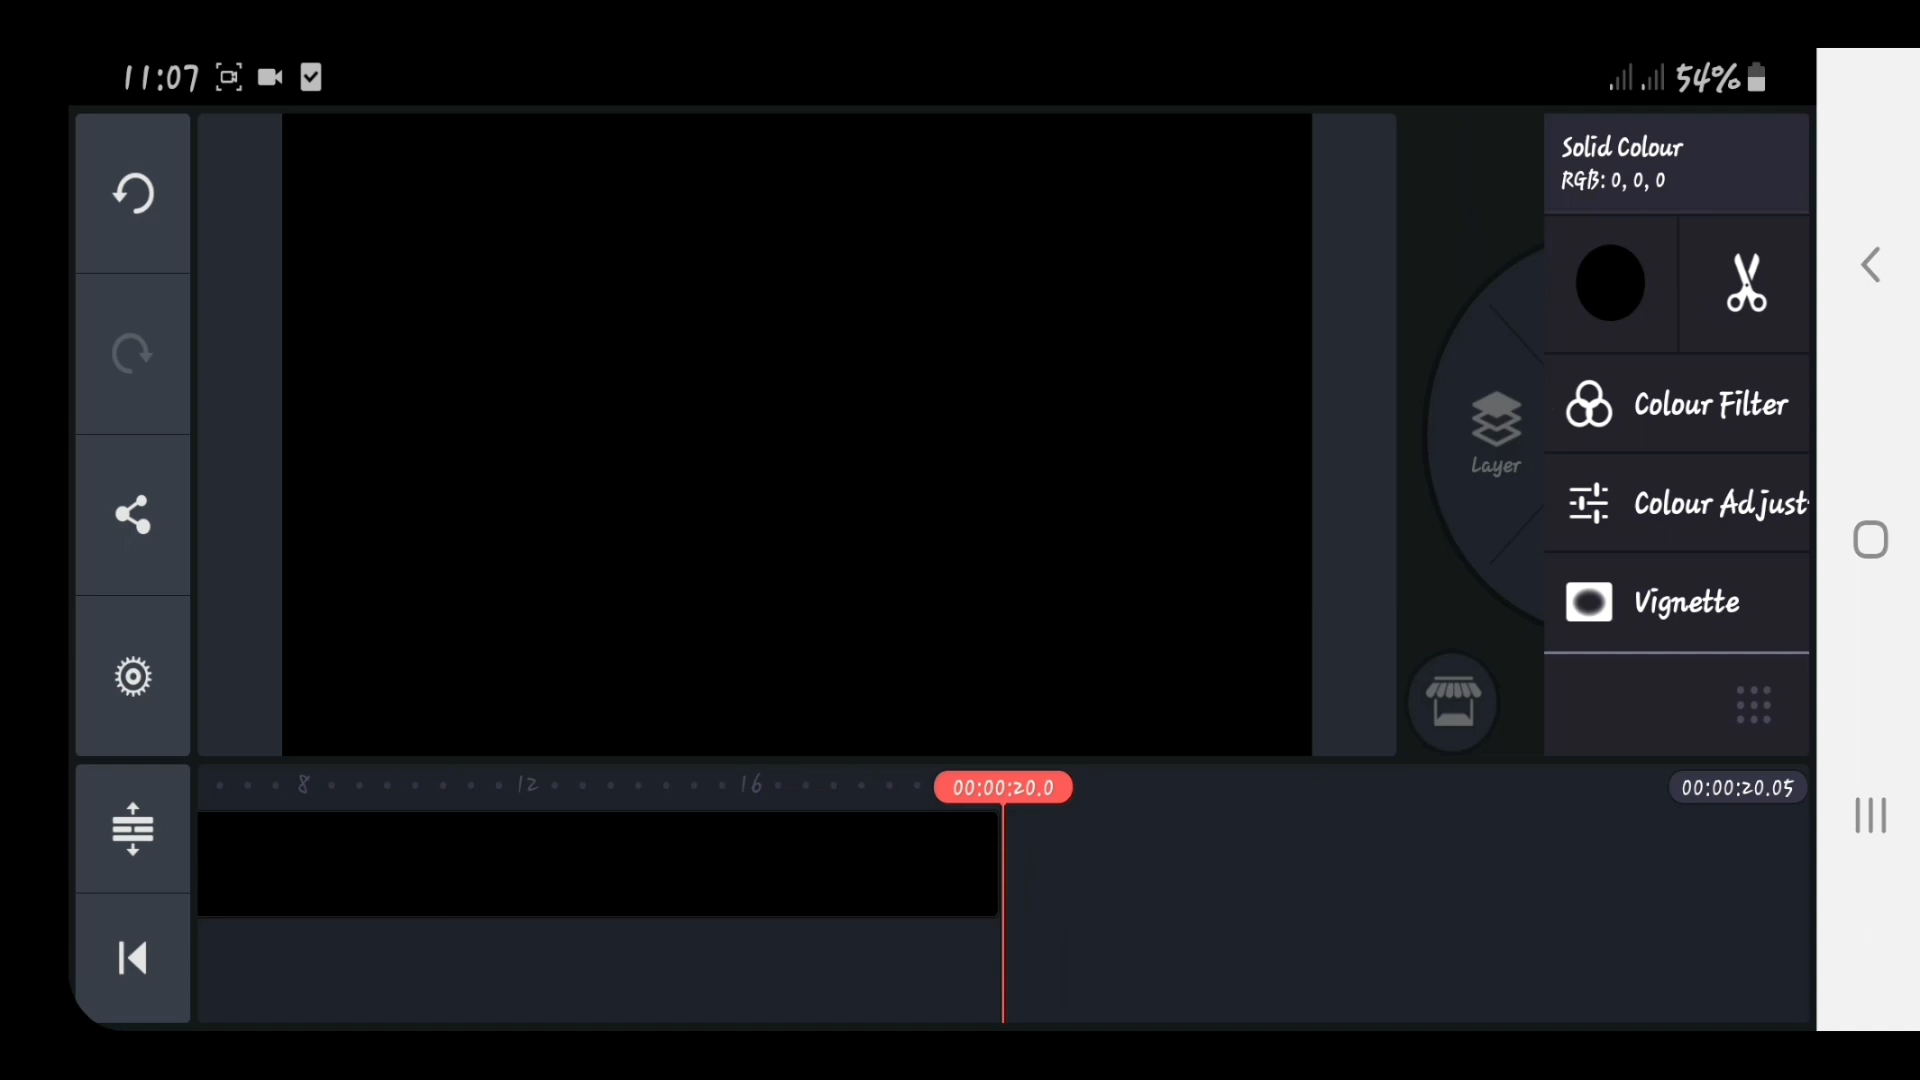 11:07
54%
Solid Colour
RGB: 0, 0, 0
Colour Filter
Colour Adjust
Layer
Vignette
8 12 16 00:00:20.0 00:00:20.05